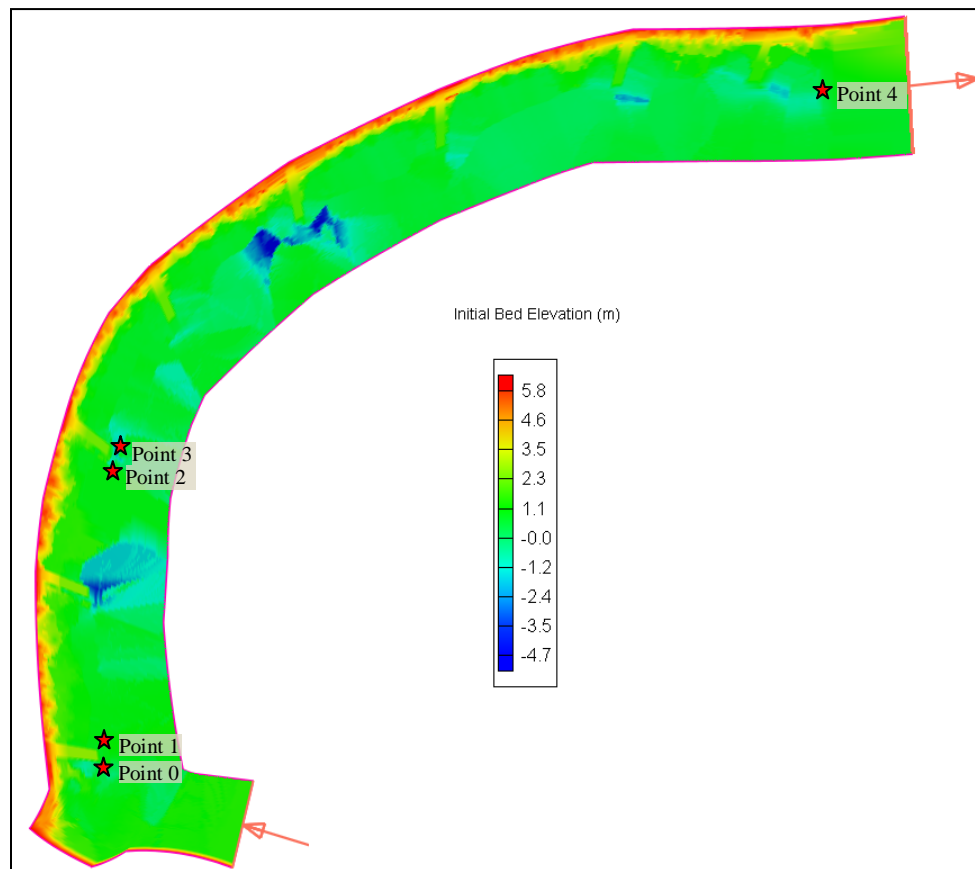 Point 4
Initial Bed Elevation (m)
5.8
4.6
3.5
2.3
1.1
-0.0
-1.2
-2.4
-3.5
-4.7
Point 3
Point 2
Point 1
Point 0